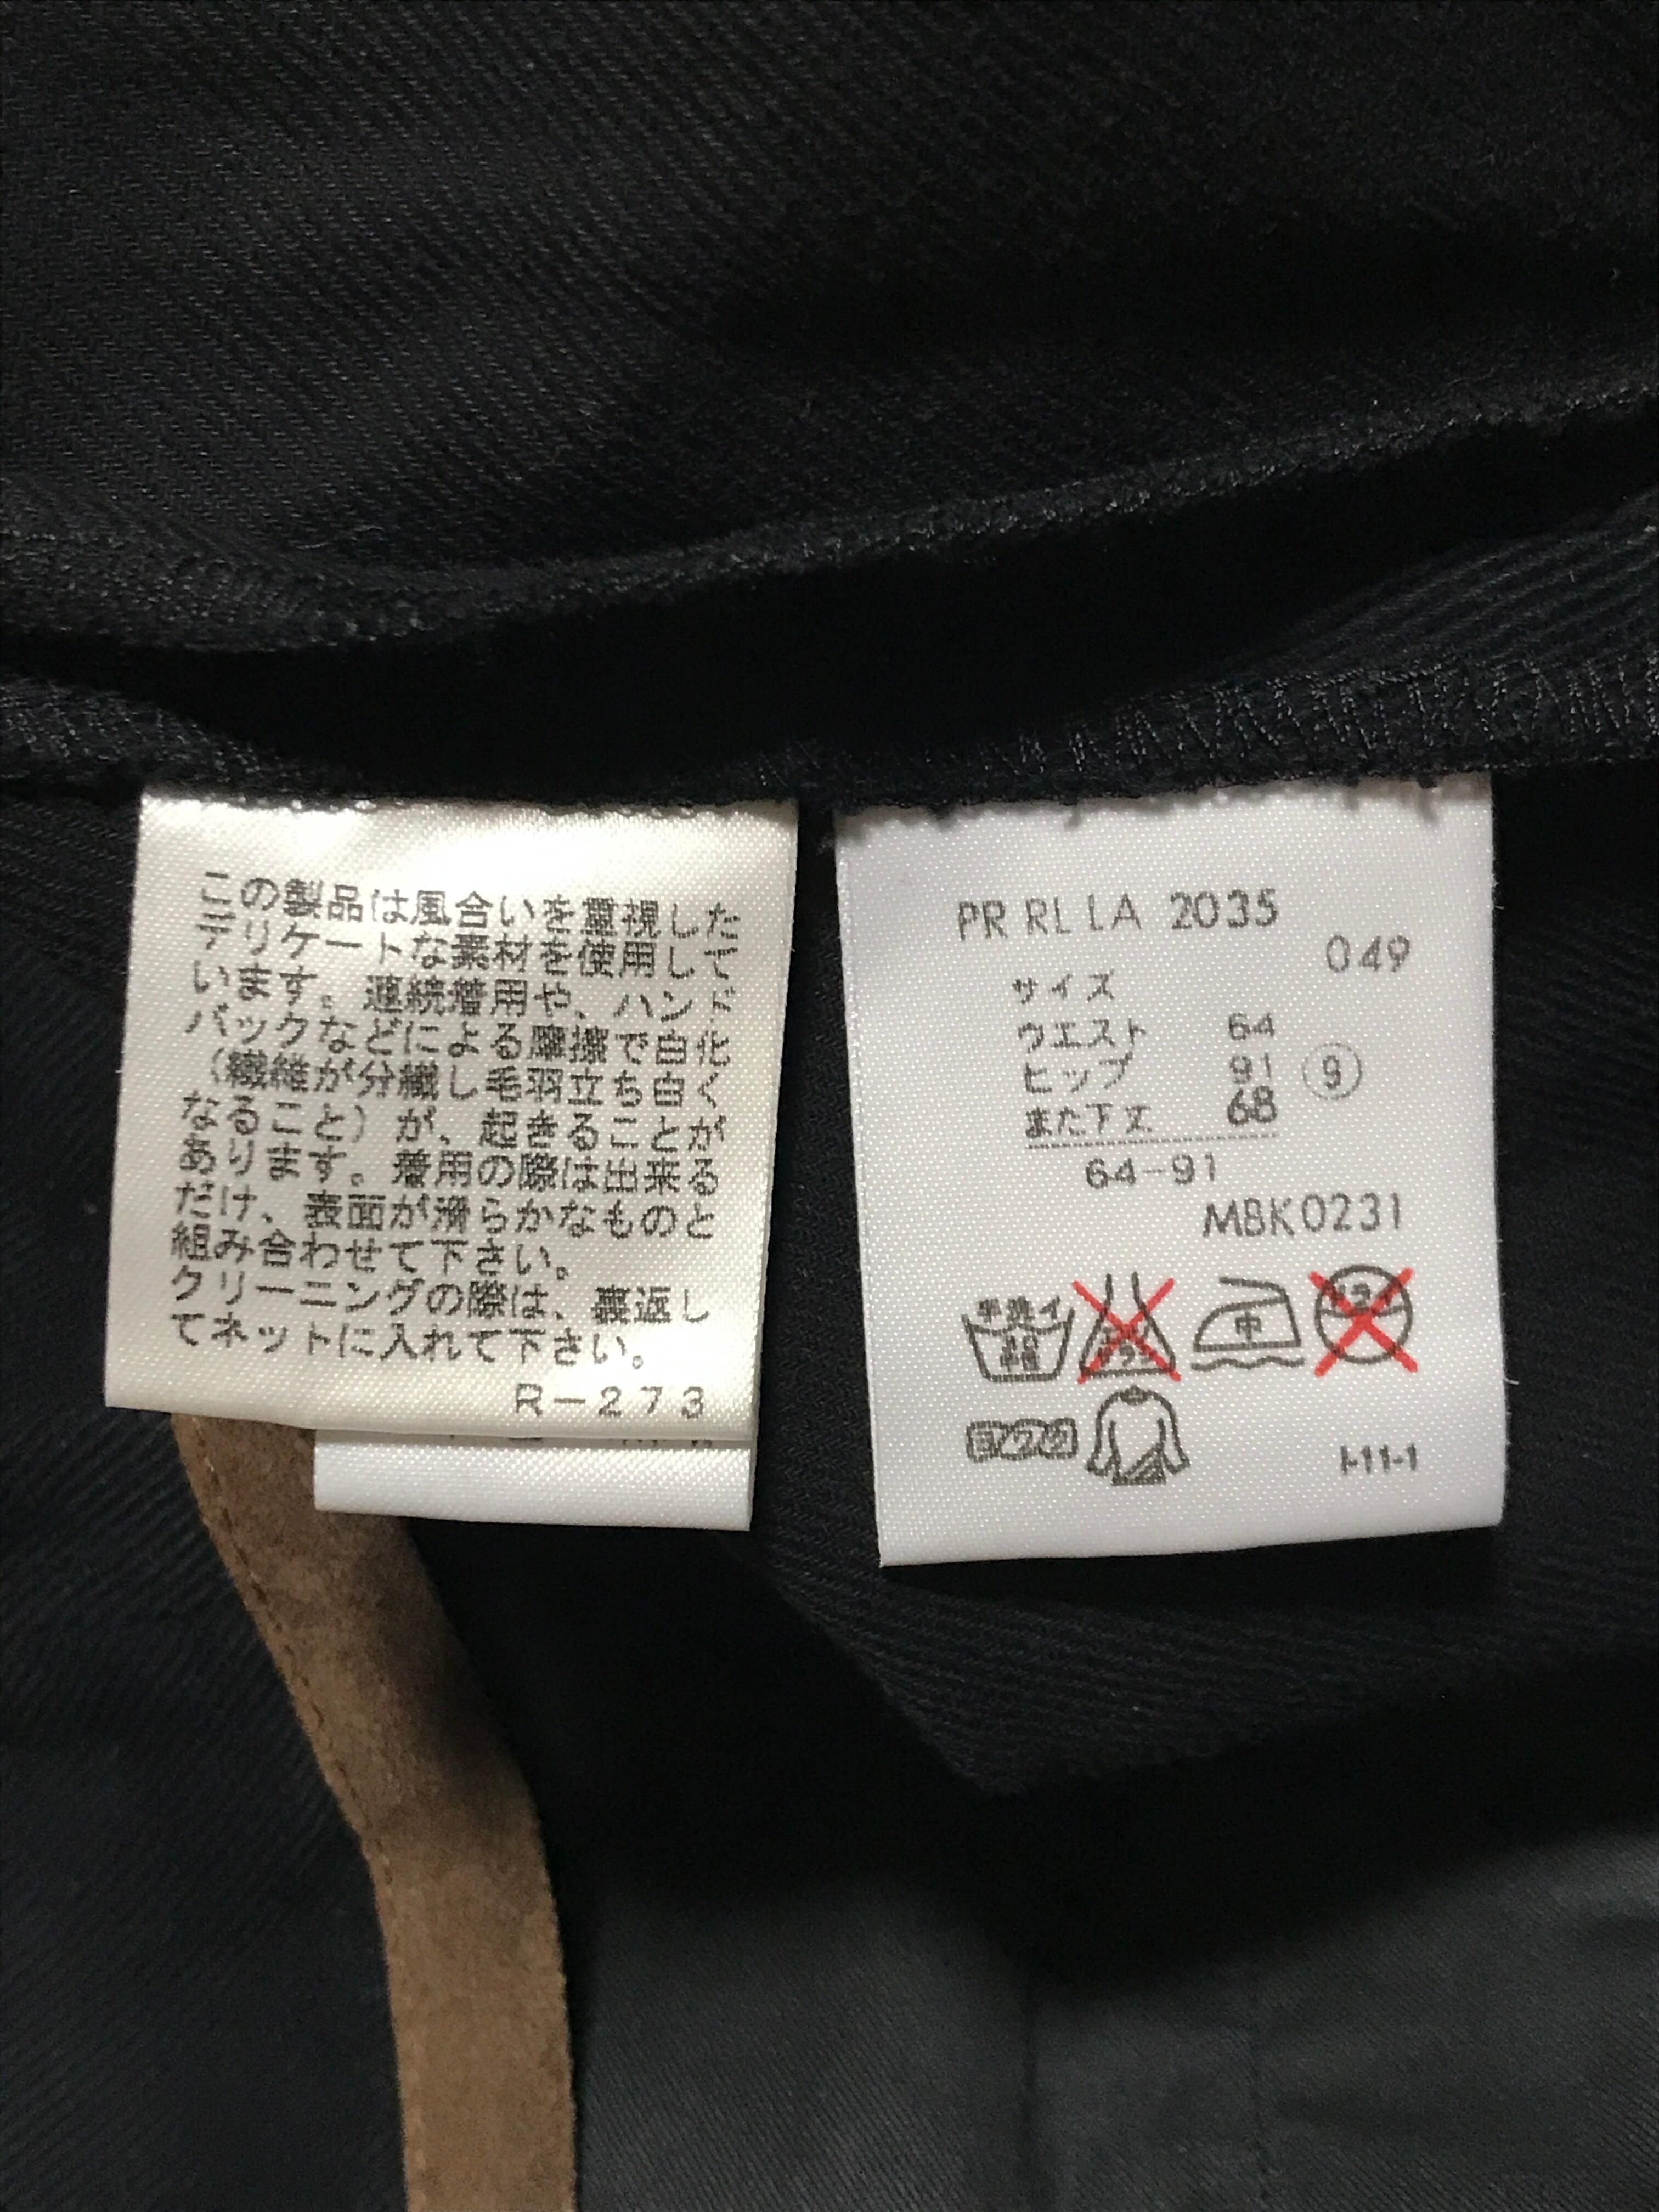 この製品は風合いを重視した
デリケートな素材を使用して
います。連続着用や、ハンド
バックなどによる摩擦で白化
（繊維が分繊し毛羽立ち白く
なること）が、起きることが
あります。着用の際は出来る
だけ、表面が滑らかなものと
組み合わせて下さい。
クリーニングの際は、裏返し
てネットに入れて下さい。
R－273
PR RL LA 2035
049
サイズ
ウエスト 64
ヒップ 91 ⑨
また下丈 68
64-91
MBK0231
手洗イ
中
ヨワク
I-11-1